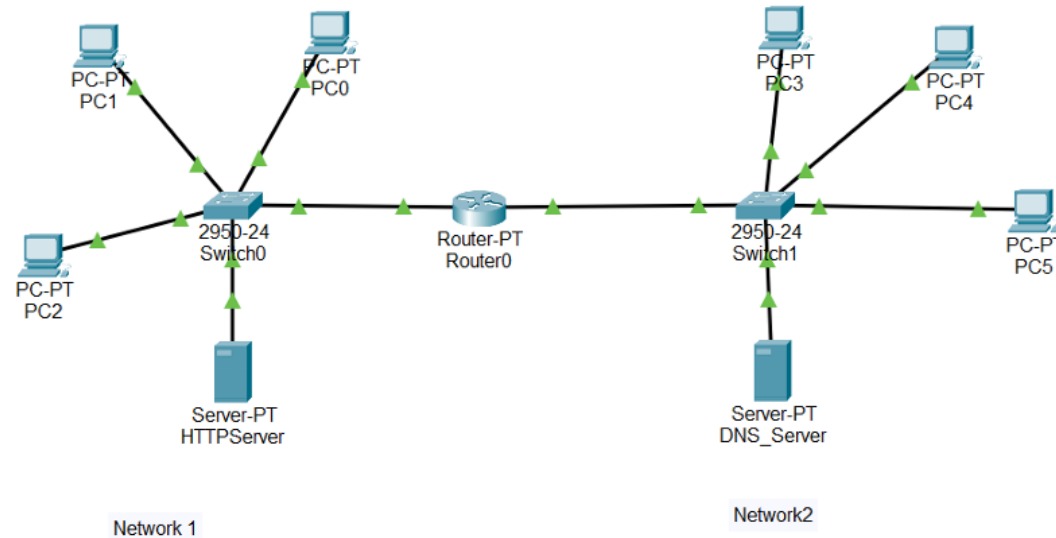 PC-PT
PC1
PC-PT
PC0
PC-PT
PC3
PC-PT
PC4
2950-24
Switch0
Router-PT
Router0
2950-24
Switch1
PC-PT
PC5
PC-PT
PC2
Server-PT
HTTPServer
Server-PT
DNS_Server
Network 1
Network2